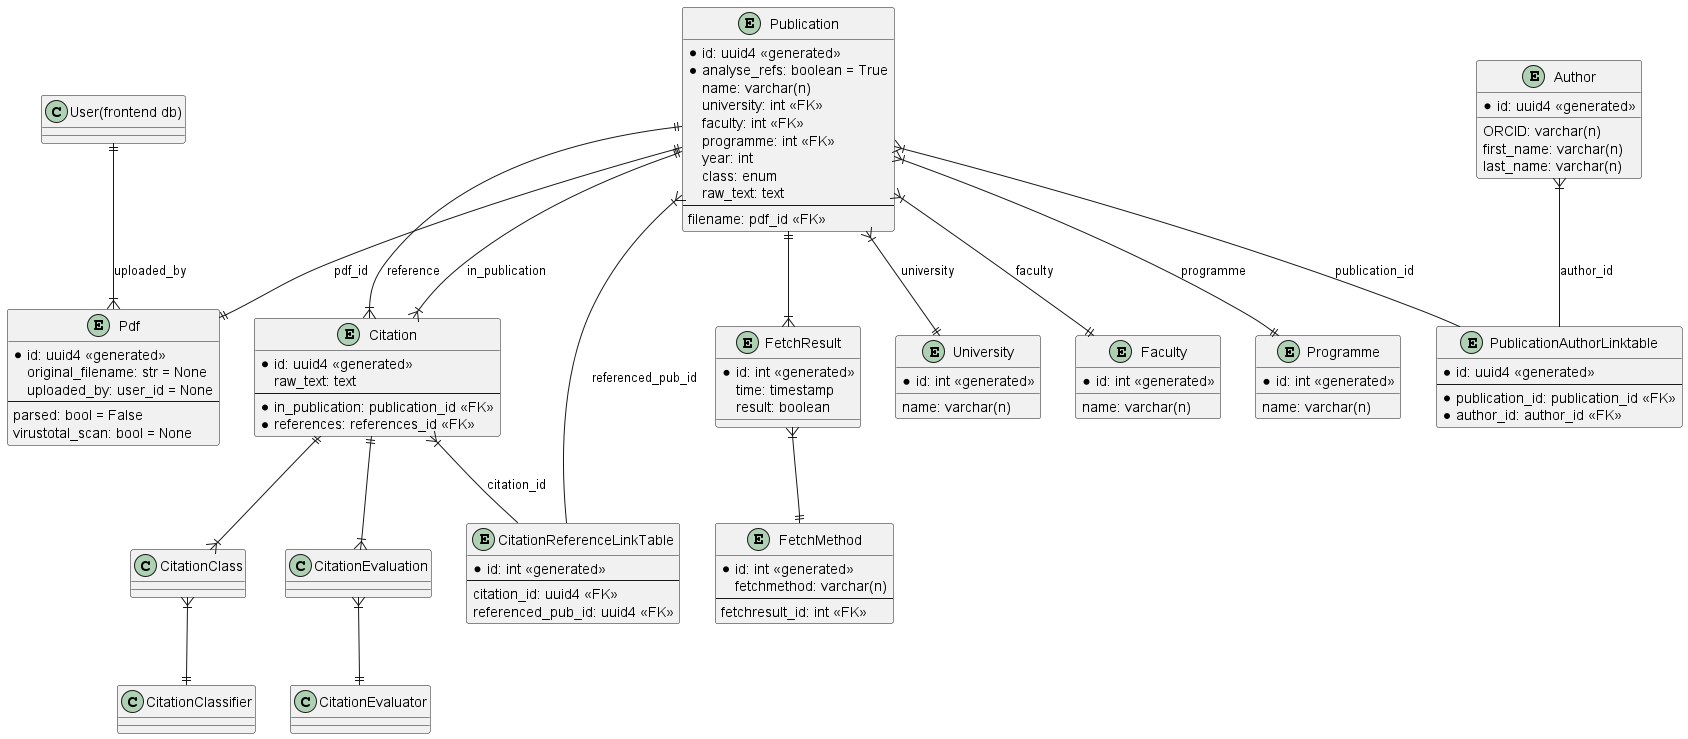 E Publication
id: uuid4 «generated»
analyse_refs: boolean = True
name: varchar(n)
university: int «FK»
faculty: int «FK»
programme: int «FK»
year: int
class: enum
raw_text: text
filename: pdf_id «FK»
E Author
id: uuid4 «generated»
ORCID: varchar(n)
first_name: varchar(n)
last_name: varchar(n)
C User(frontend db)
uploaded_by
pdf_id
reference
in_publication
university
faculty
programme
publication_id
author_id
E Pdf
id: uuid4 «generated»
original_filename: str = None
uploaded_by: user_id = None
parsed: bool = False
virustotal_scan: bool = None
E Citation
id: uuid4 «generated»
raw_text: text
in_publication: publication_id «FK»
references: references_id «FK»
referenced_pub_id
E FetchResult
id: int «generated»
time: timestamp
result: boolean
E University
id: int «generated»
name: varchar(n)
E Faculty
id: int «generated»
name: varchar(n)
E Programme
id: int «generated»
name: varchar(n)
E PublicationAuthorLinktable
id: uuid4 «generated»
publication_id: publication_id «FK»
author_id: author_id «FK»
citation_id
C CitationClass
C CitationEvaluation
E CitationReferenceLinkTable
id: int «generated»
citation_id: uuid4 «FK»
referenced_pub_id: uuid4 «FK»
E FetchMethod
id: int «generated»
fetchmethod: varchar(n)
fetchresult_id: int «FK»
C CitationClassifier
C CitationEvaluator